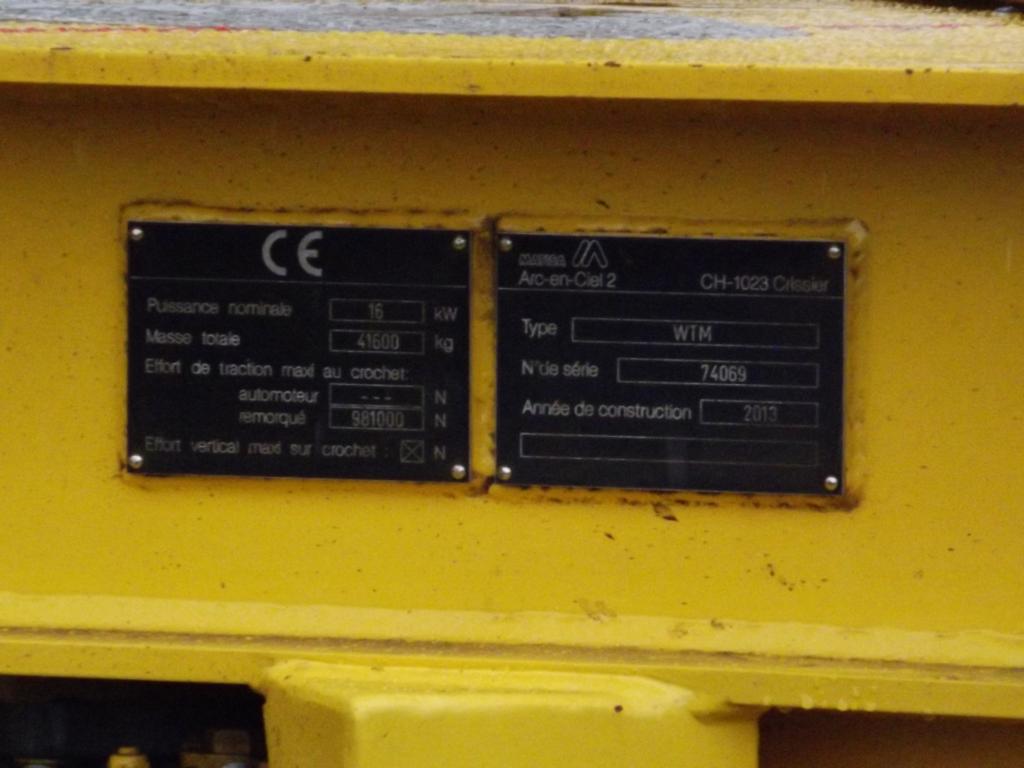 CE
Puissance nominale 16 kW
Masse totale 41600 kg
Effort de traction maxi au crochet:
automoteur --- N
remorqué 981000 N
Effort vertical maxi sur crochet : N
MATISA
Arc-en-Ciel 2 CH-1023 Crissier
Type WTM
N° de série 74069
Année de construction 2013